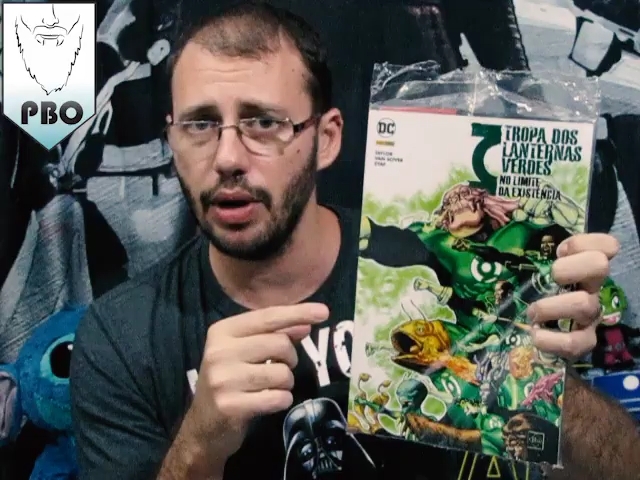 PBO
DC
TROPA DOS
LANTERNAS
VERDES
NO LIMITE
DA EXISTÊNCIA